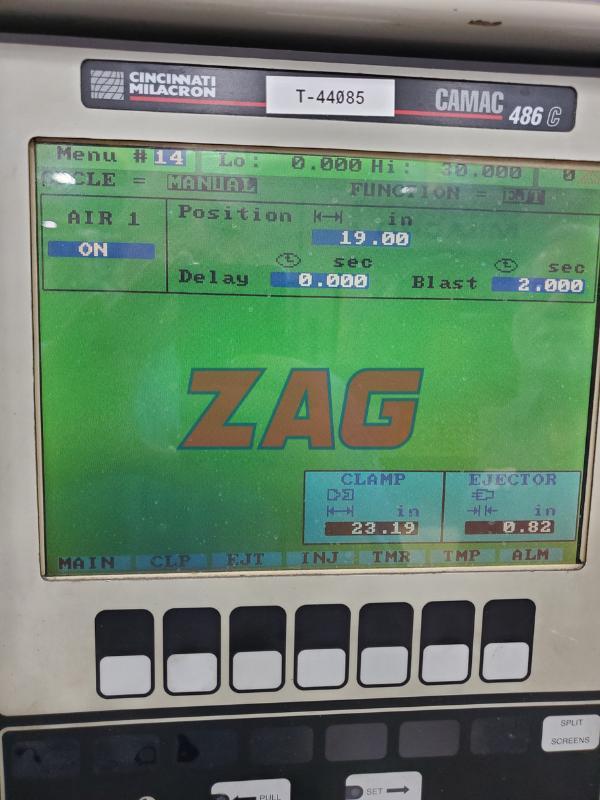 CINCINNATI
MILACRON
T-44085
CAMAC 486 C
Menu #14 Lo: 0.000 Hi: 30.000 0
CYCLE = MANUAL FUNCTION = EJT
AIR 1 Position in
ON 19.00
sec sec
Delay 0.000 Blast 2.000
ZAG
CLAMP EJECTOR
in in
23.19 0.82
MAIN CLP EJT INJ TMR TMP ALM
SPLIT
SCREENS
PULL SET